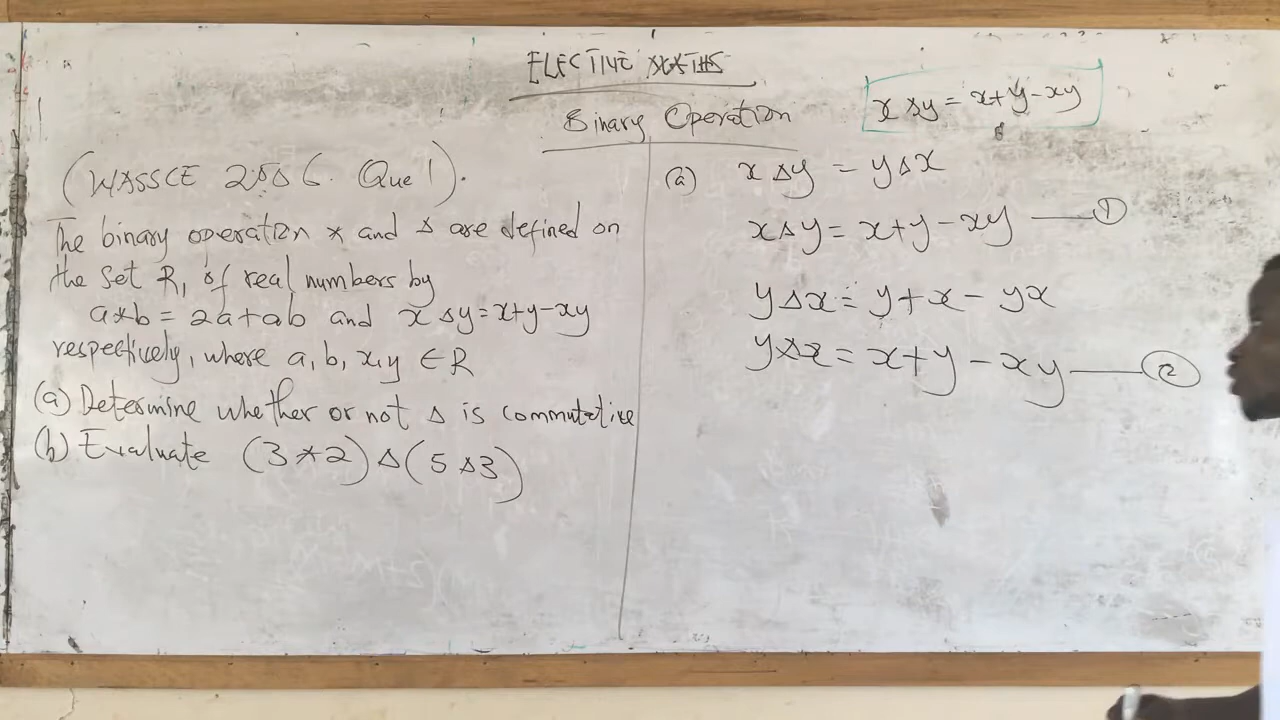 ELECTIVE MATHS
Binary Operation
x△y = x+y-xy
(WASSCE 2006. Que 1).
The binary operation * and △ are defined on
the set R, of real numbers by
a*b = 2a+ab and x△y=x+y-xy
respectively, where a, b, x,y ∈ R
(a) Determine whether or not △ is commutative
(b) Evaluate (3*2)△(5△3)
(a) x△y = y△x
x△y = x+y-xy —— ①
y△x = y+x- yx
y△x = x+y - xy —— ②